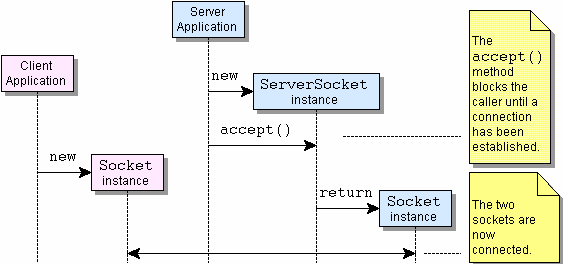 Server
Application
Client
Application
new
ServerSocket
instance
accept()
new
Socket
instance
return
Socket
instance
The
accept()
method
blocks the
caller until a
connection
has been
established.
The two
sockets are
now
connected.